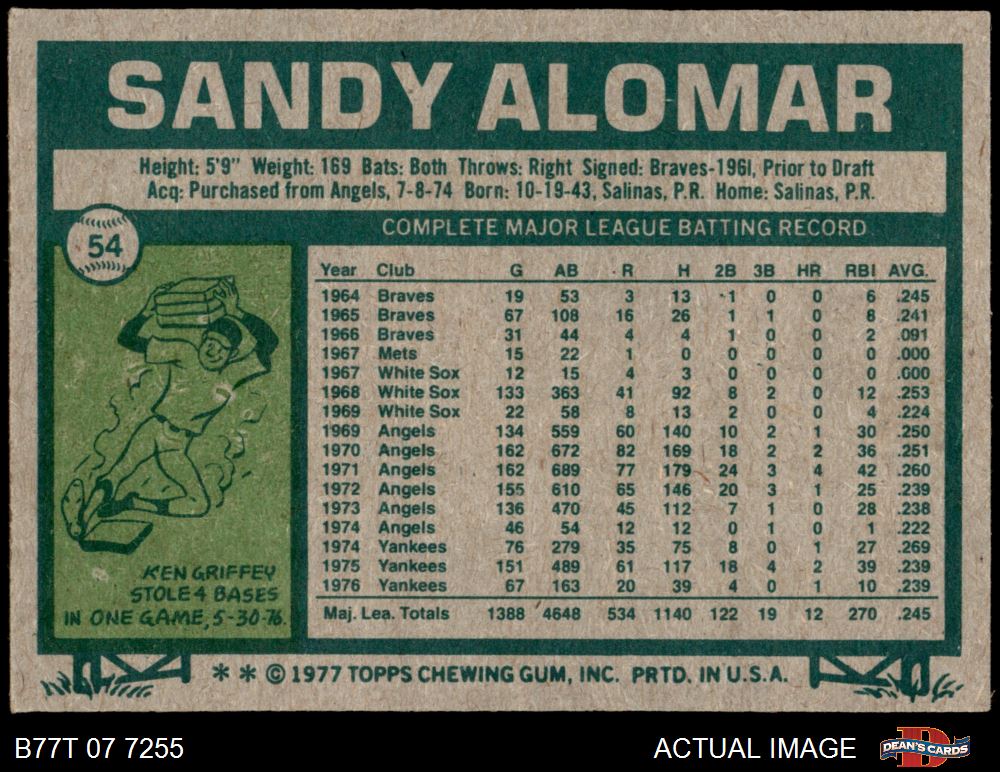 SANDY ALOMAR
Height: 5'9" Weight: 169 Bats: Both Throws: Right Signed: Braves-1961, Prior to Draft
Acq: Purchased from Angels, 7-8-74 Born: 10-19-43, Salinas, P.R. Home: Salinas, P.R.
54
COMPLETE MAJOR LEAGUE BATTING RECORD
Year Club G AB R H 2B 3B HR RBI AVG.
1964 Braves 19 53 3 13 1 0 0 6 .245
1965 Braves 67 108 16 26 1 1 0 8 .241
1966 Braves 31 44 4 4 1 0 0 2 .091
1967 Mets 15 22 1 0 0 0 0 0 .000
1967 White Sox 12 15 4 3 0 0 0 0 .600
1968 White Sox 133 363 41 92 8 2 0 12 .253
1969 White Sox 22 58 8 13 2 0 0 4 .224
1969 Angels 134 559 60 140 10 2 1 30 .250
1970 Angels 162 672 82 169 18 2 2 36 .251
1971 Angels 162 689 77 179 24 3 4 42 .260
1972 Angels 155 610 65 146 20 3 1 25 .239
1973 Angels 136 470 45 112 7 1 0 28 .238
1974 Angels 46 54 12 12 0 1 0 1 .222
1974 Yankees 76 279 35 75 8 0 1 27 .269
1975 Yankees 151 489 61 117 18 4 2 39 .239
1976 Yankees 67 163 20 39 4 0 1 10 .239
Maj. Lea. Totals 1388 4648 534 1140 122 19 12 270 .245
KEN GRIFFEY
STOLE 4 BASES
IN ONE GAME, 5-30-76.
* * © 1977 TOPPS CHEWING GUM, INC. PRTD. IN U.S.A.
B77T 07 7255
ACTUAL IMAGE
D
DEAN'S CARDS